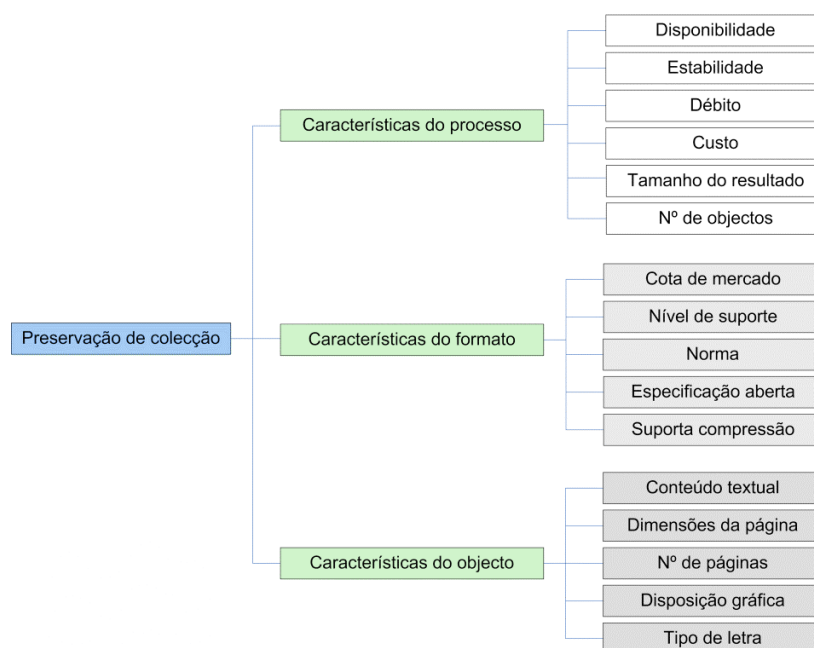 Preservação de colecção
Características do processo
Disponibilidade
Estabilidade
Débito
Custo
Tamanho do resultado
Nº de objectos
Características do formato
Cota de mercado
Nível de suporte
Norma
Especificação aberta
Suporta compressão
Características do objecto
Conteúdo textual
Dimensões da página
Nº de páginas
Disposição gráfica
Tipo de letra